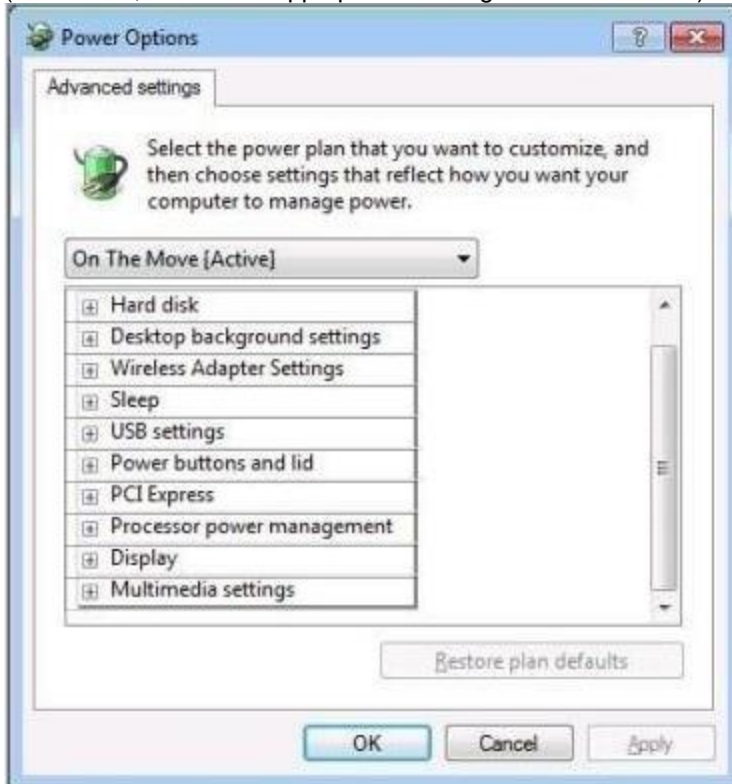 Power Options
Advanced settings
Select the power plan that you want to customize, and
then choose settings that reflect how you want your
computer to manage power.
On The Move [Active]
Hard disk
Desktop background settings
Wireless Adapter Settings
Sleep
USB settings
Power buttons and lid
PCI Express
Processor power management
Display
Multimedia settings
Restore plan defaults
OK Cancel Apply